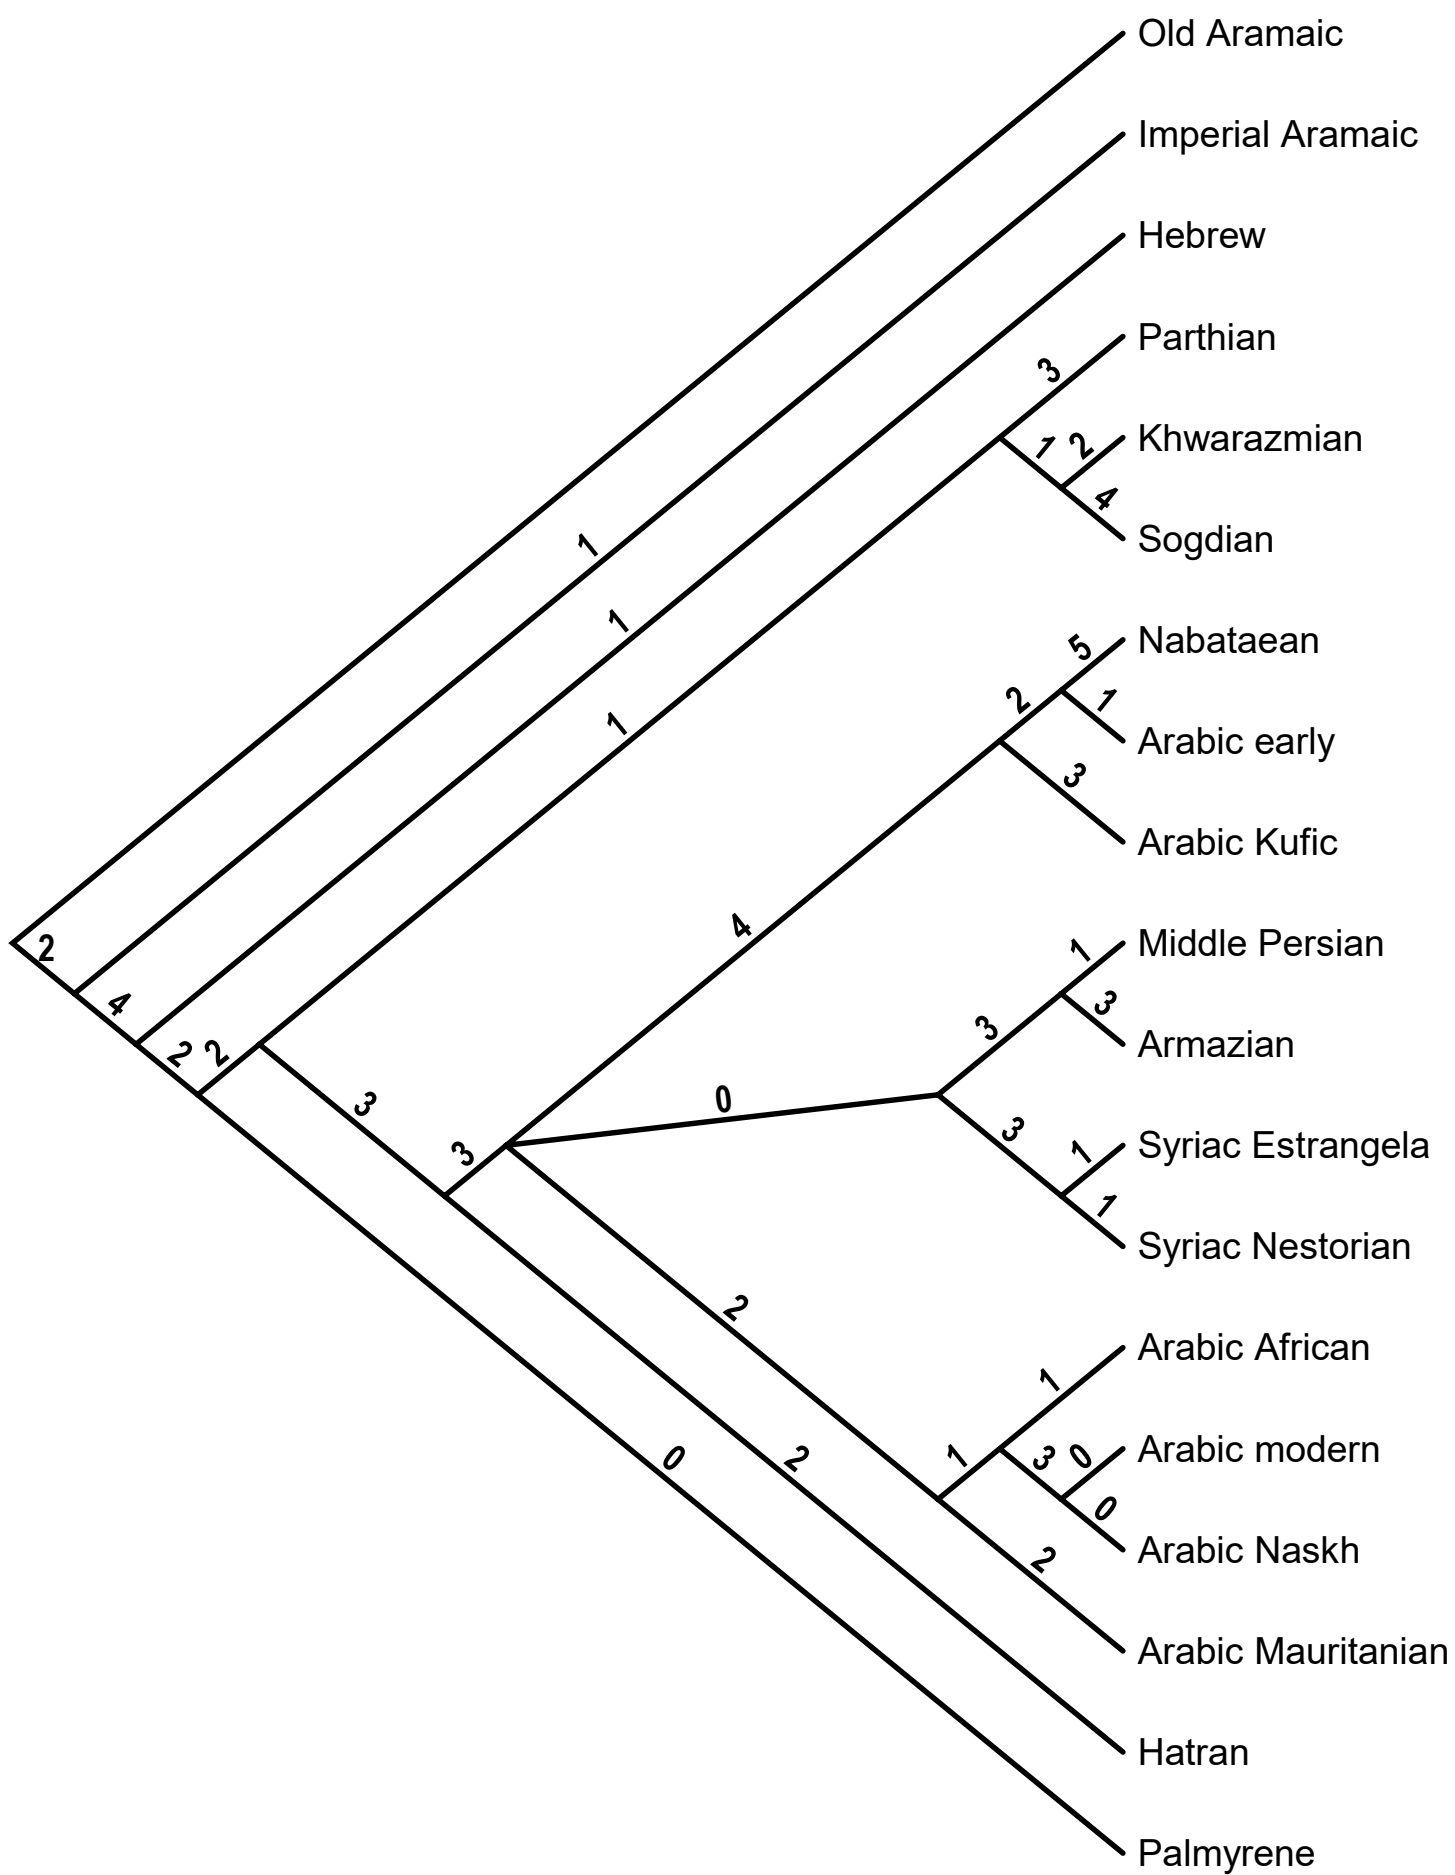 Old Aramaic
Imperial Aramaic
Hebrew
Parthian
3
Khwarazmian
1 2
4
Sogdian
1
1
Nabataean
5
2
1
1
Arabic early
3
Arabic Kufic
4
2
Middle Persian
1
4
3
3
Armazian
2 2
0
3
3
1
Syriac Estrangela
3
1
Syriac Nestorian
2
Arabic African
1
0
2
1
3 0
Arabic modern
0
Arabic Naskh
2
Arabic Mauritanian
Hatran
Palmyrene